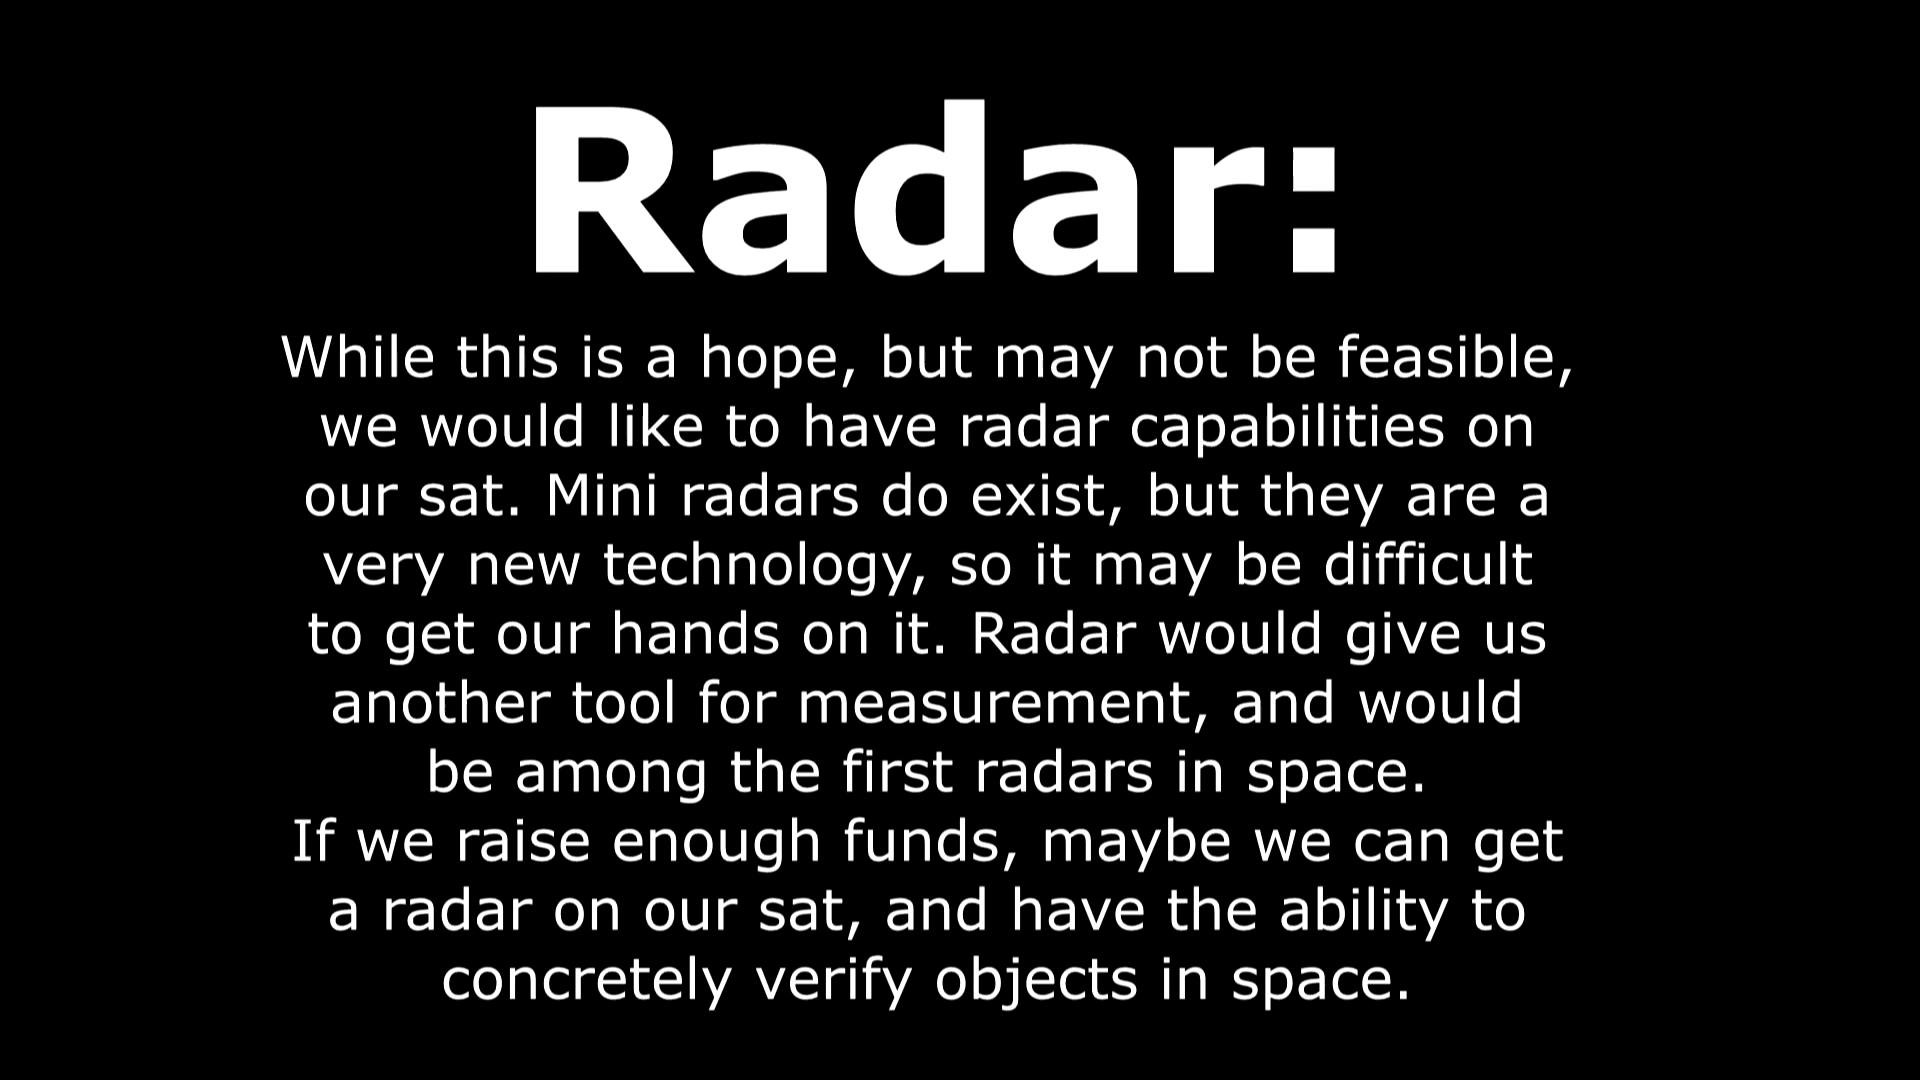 Radar:
While this is a hope, but may not be feasible,
we would like to have radar capabilities on
our sat. Mini radars do exist, but they are a
very new technology, so it may be difficult
to get our hands on it. Radar would give us
another tool for measurement, and would
be among the first radars in space.
If we raise enough funds, maybe we can get
a radar on our sat, and have the ability to
concretely verify objects in space.